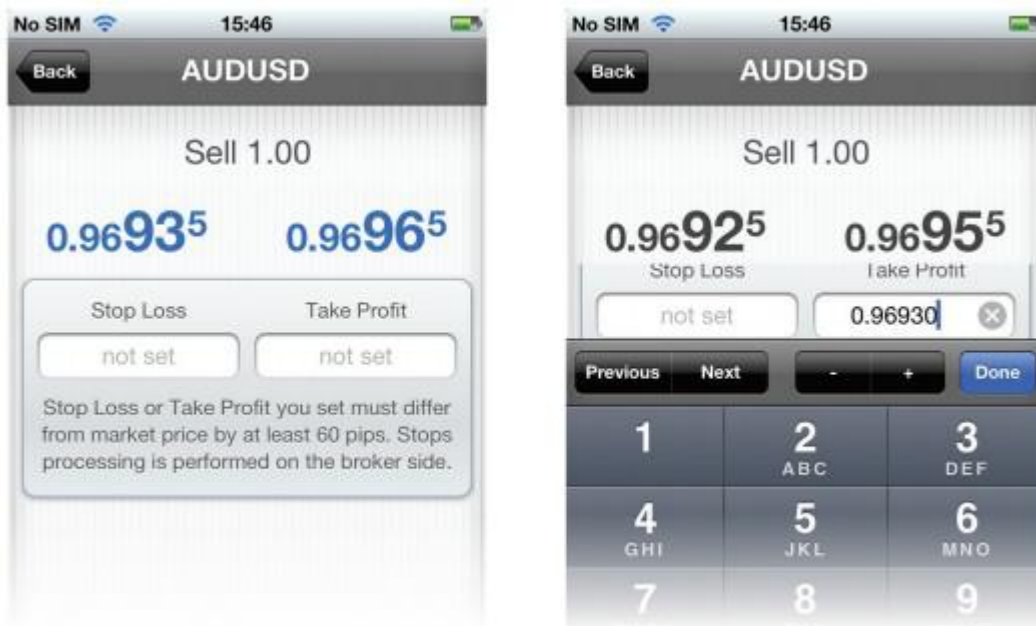 No SIM 15:46
Back AUDUSD
Sell 1.00
0.96935 0.96965
Stop Loss Take Profit
not set not set
Stop Loss or Take Profit you set must differ
from market price by at least 60 pips. Stops
processing is performed on the broker side.
No SIM 15:46
Back AUDUSD
Sell 1.00
0.96925 0.96955
Stop Loss Take Profit
not set 0.96930
Previous Next - + Done
1 2 3
ABC DEF
4 5 6
GHI JKL MNO
7 8 9